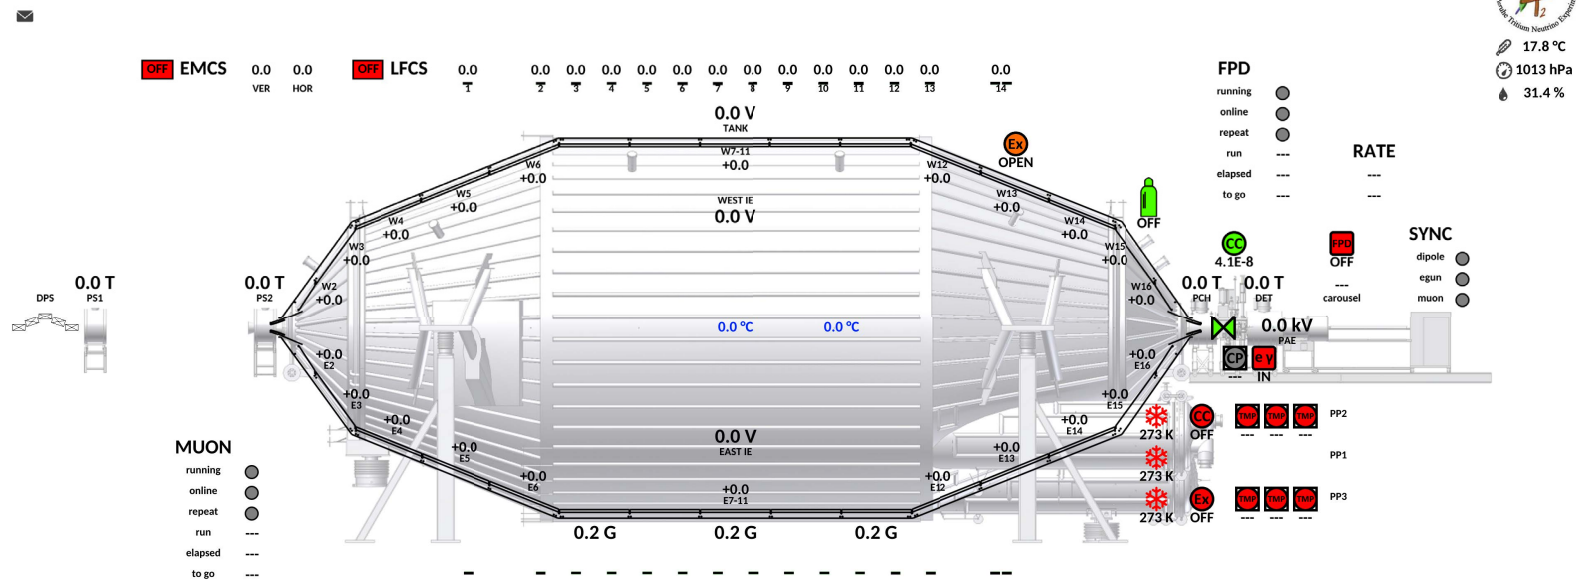 Tritium Neutrino
17.8 °C
1013 hPa
31.4 %
OFF EMCS 0.0 0.0
VER HOR
OFF LFCS 0.0 0.0 0.0 0.0 0.0 0.0 0.0 0.0 0.0 0.0 0.0 0.0 0.0 0.0
1 2 3 4 5 6 7 8 9 10 11 12 13 14
FPD
running
online
repeat
run ---
elapsed ---
to go ---
RATE
---
---
0.0 V
TANK
W7-11
+0.0
WEST IE
0.0 V
W6
+0.0
W5
+0.0
W4
+0.0
W3
+0.0
W2
+0.0
W12
+0.0
W13
+0.0
W14
+0.0
W15
+0.0
W16
+0.0
Ex
OPEN
OFF
CC
4.1E-8
FPD
OFF
---
carousel
SYNC
dipole
egun
muon
DPS
0.0 T
PS1
0.0 T
PS2
0.0 T
PCH
0.0 T
DET
0.0 °C 0.0 °C
0.0 kV
PAE
CP
---
e γ
IN
+0.0
E2
+0.0
E3
+0.0
E4
+0.0
E5
+0.0
E6
0.0 V
EAST IE
+0.0
E7-11
+0.0
E16
+0.0
E15
+0.0
E14
+0.0
E13
+0.0
E12
273 K
CC
OFF
TMP TMP TMP PP2
--- --- ---
273 K
PP1
273 K
Ex
OFF
TMP TMP TMP PP3
--- --- ---
0.2 G 0.2 G 0.2 G
MUON
running
online
repeat
run ---
elapsed ---
to go ---